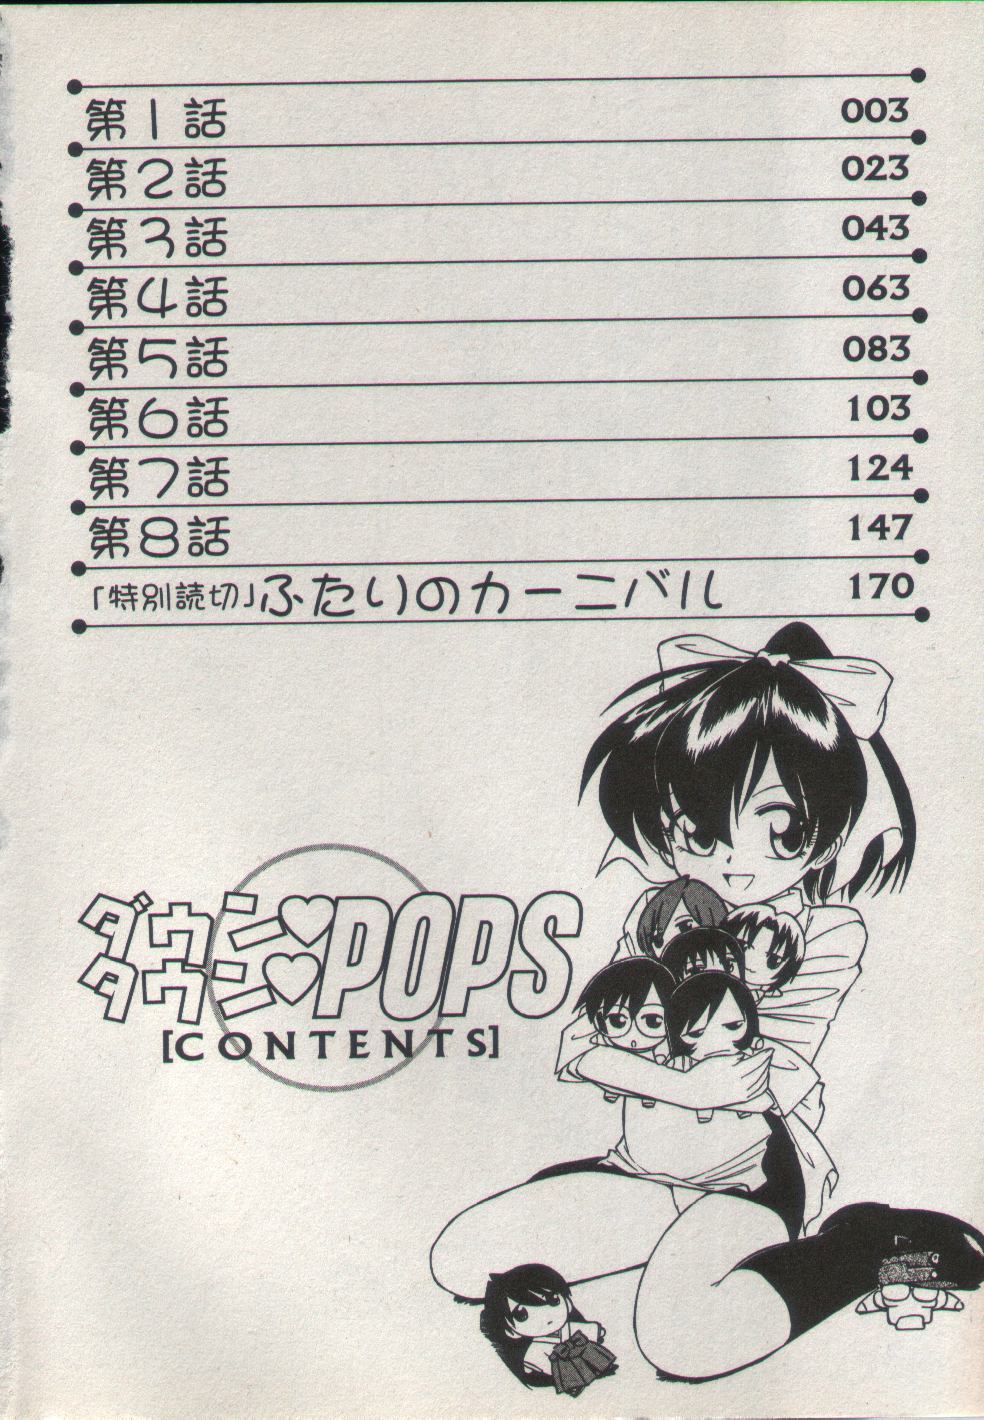 第1話 003
第2話 023
第3話 043
第4話 063
第5話 083
第6話 103
第7話 124
第8話 147
「特別読切」ふたりのカーニバル 170
ダウン♥
タウン♥POPS
[CONTENTS]